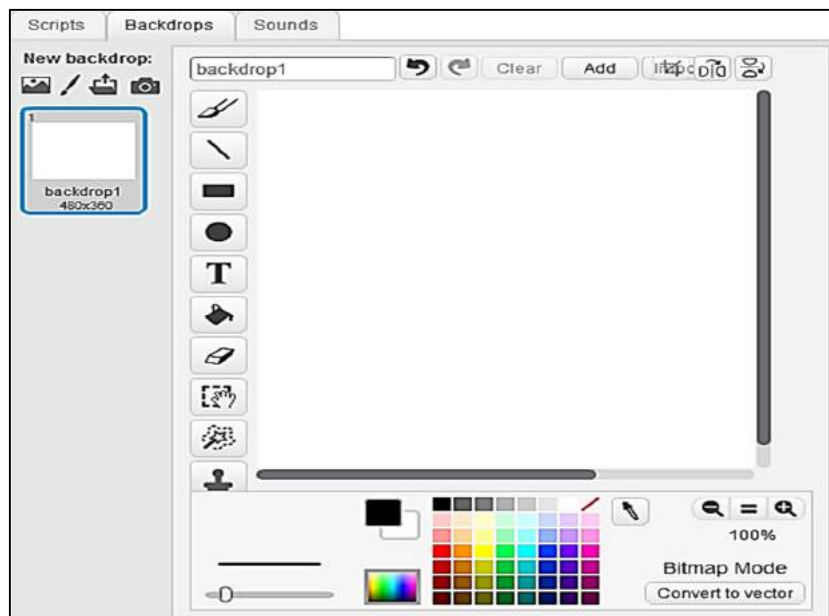 Scripts Backdrops Sounds
New backdrop:
backdrop1 Clear Add
T
1
backdrop1
480x360
100%
Bitmap Mode
Convert to vector